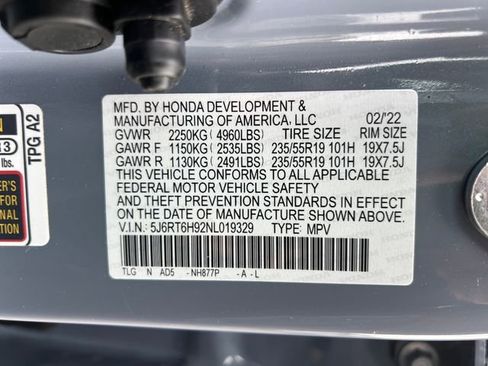 MFD. BY HONDA DEVELOPMENT &
MANUFACTURING OF AMERICA, LLC 02/'22
GVWR 2250KG (4960LBS) TIRE SIZE RIM SIZE
GAWR F 1150KG (2535LBS) 235/55R19 101H 19X7.5J
GAWR R 1130KG (2491LBS) 235/55R19 101H 19X7.5J
THIS VEHICLE CONFORMS TO ALL APPLICABLE
FEDERAL MOTOR VEHICLE SAFETY
AND THEFT PREVENTION STANDARDS IN EFFECT
ON THE DATE OF MANUFACTURE SHOWN ABOVE.
V.I.N.: 5J6RT6H92NL019329 TYPE: MPV
TLG N AD5 - NH877P - A - L
TPG A2
3
lbs.